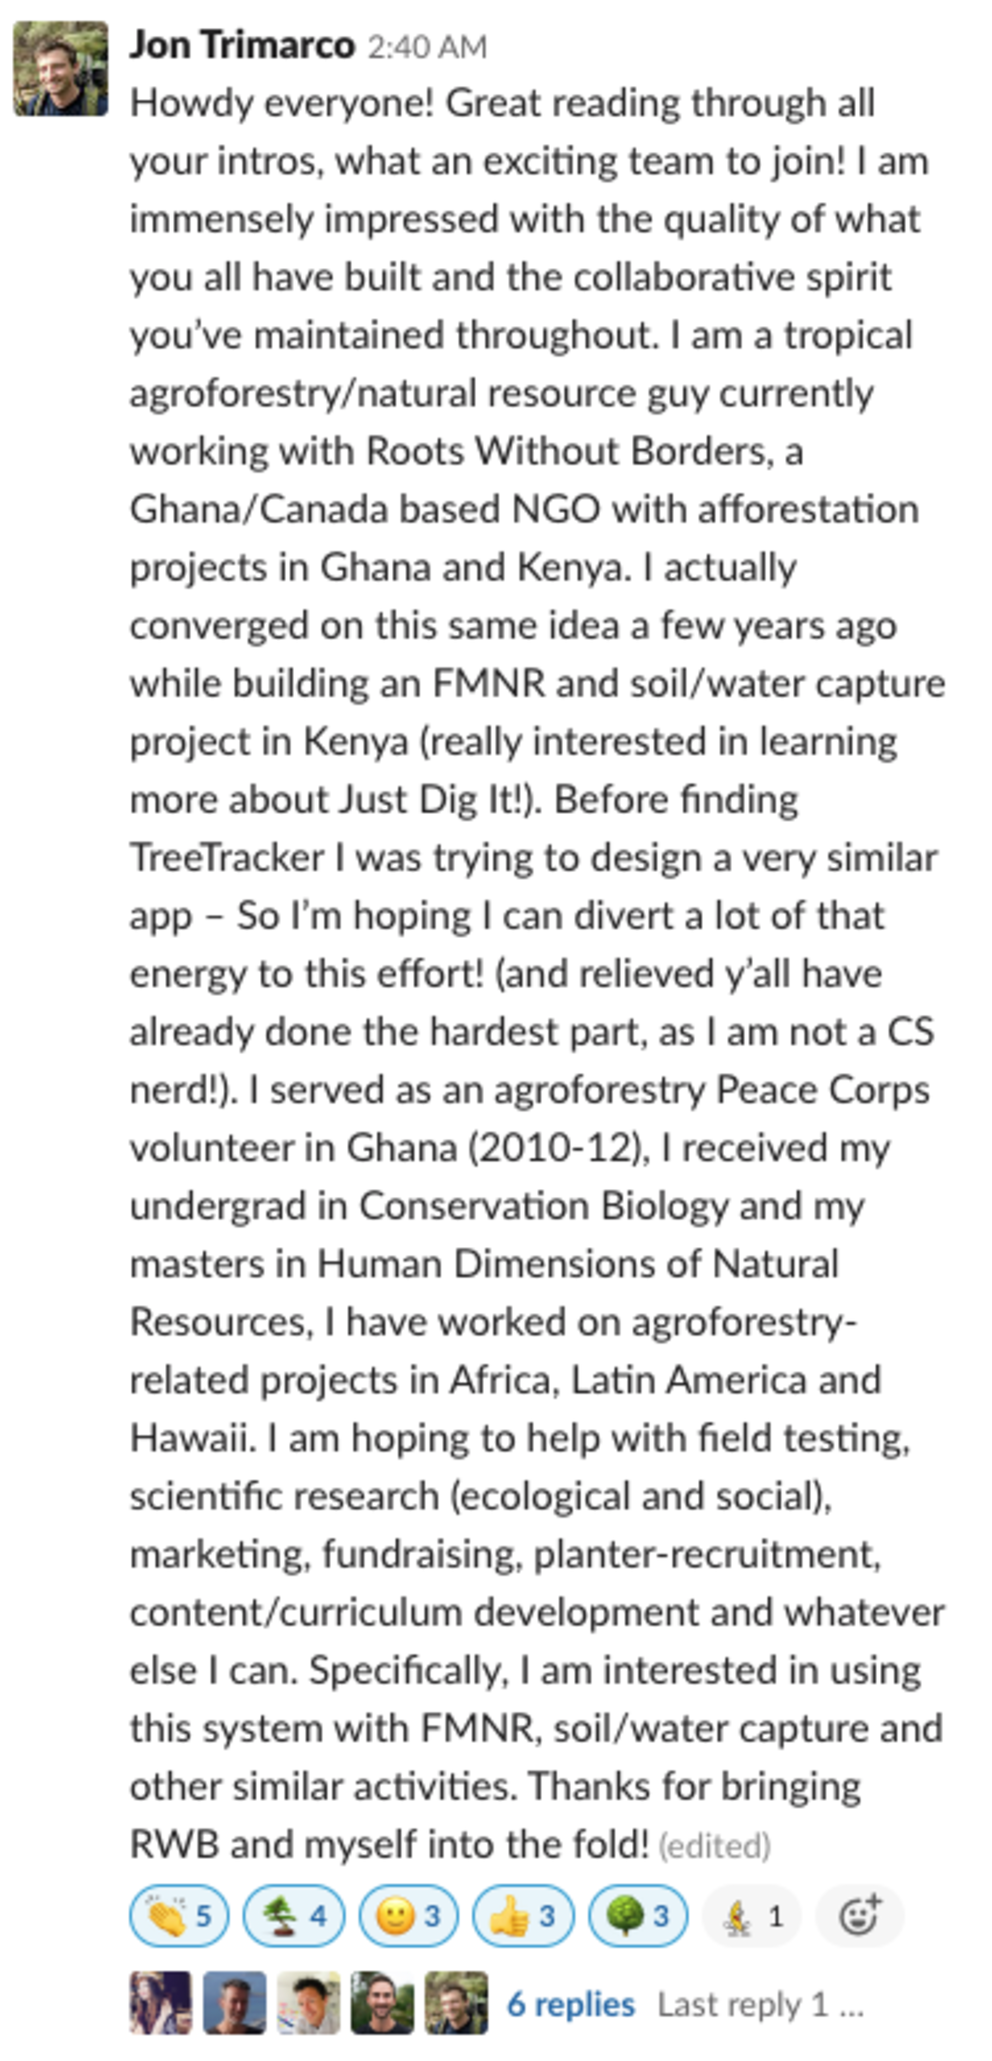 Jon Trimarco 2:40 AM
Howdy everyone! Great reading through all
your intros, what an exciting team to join! I am
immensely impressed with the quality of what
you all have built and the collaborative spirit
you’ve maintained throughout. I am a tropical
agroforestry/natural resource guy currently
working with Roots Without Borders, a
Ghana/Canada based NGO with afforestation
projects in Ghana and Kenya. I actually
converged on this same idea a few years ago
while building an FMNR and soil/water capture
project in Kenya (really interested in learning
more about Just Dig It!). Before finding
TreeTracker I was trying to design a very similar
app – So I’m hoping I can divert a lot of that
energy to this effort! (and relieved y’all have
already done the hardest part, as I am not a CS
nerd!). I served as an agroforestry Peace Corps
volunteer in Ghana (2010-12), I received my
undergrad in Conservation Biology and my
masters in Human Dimensions of Natural
Resources, I have worked on agroforestry-
related projects in Africa, Latin America and
Hawaii. I am hoping to help with field testing,
scientific research (ecological and social),
marketing, fundraising, planter-recruitment,
content/curriculum development and whatever
else I can. Specifically, I am interested in using
this system with FMNR, soil/water capture and
other similar activities. Thanks for bringing
RWB and myself into the fold! (edited)
5 4 3 3 3 1
6 replies Last reply 1 ...